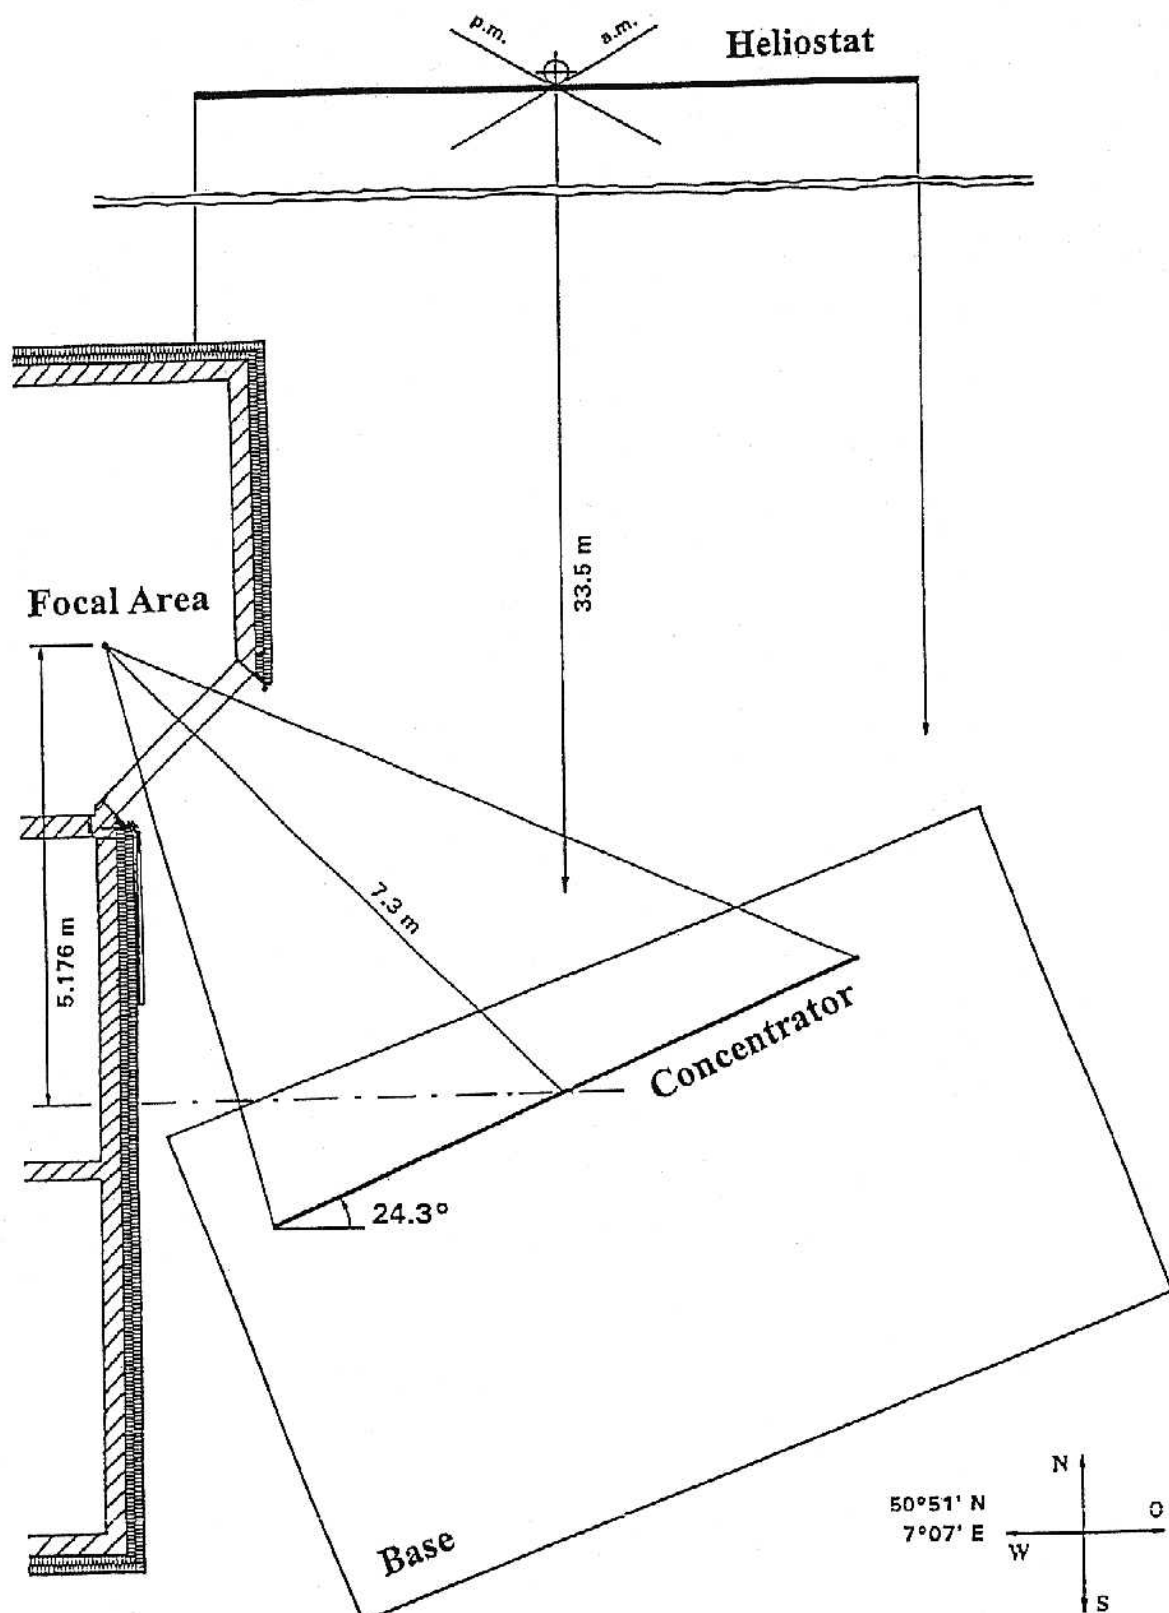 p.m.
a.m.
Heliostat
33.5 m
Focal Area
7.3 m
5.176 m
Concentrator
24.3°
Base
N
50°51' N
7°07' E
O
W
S